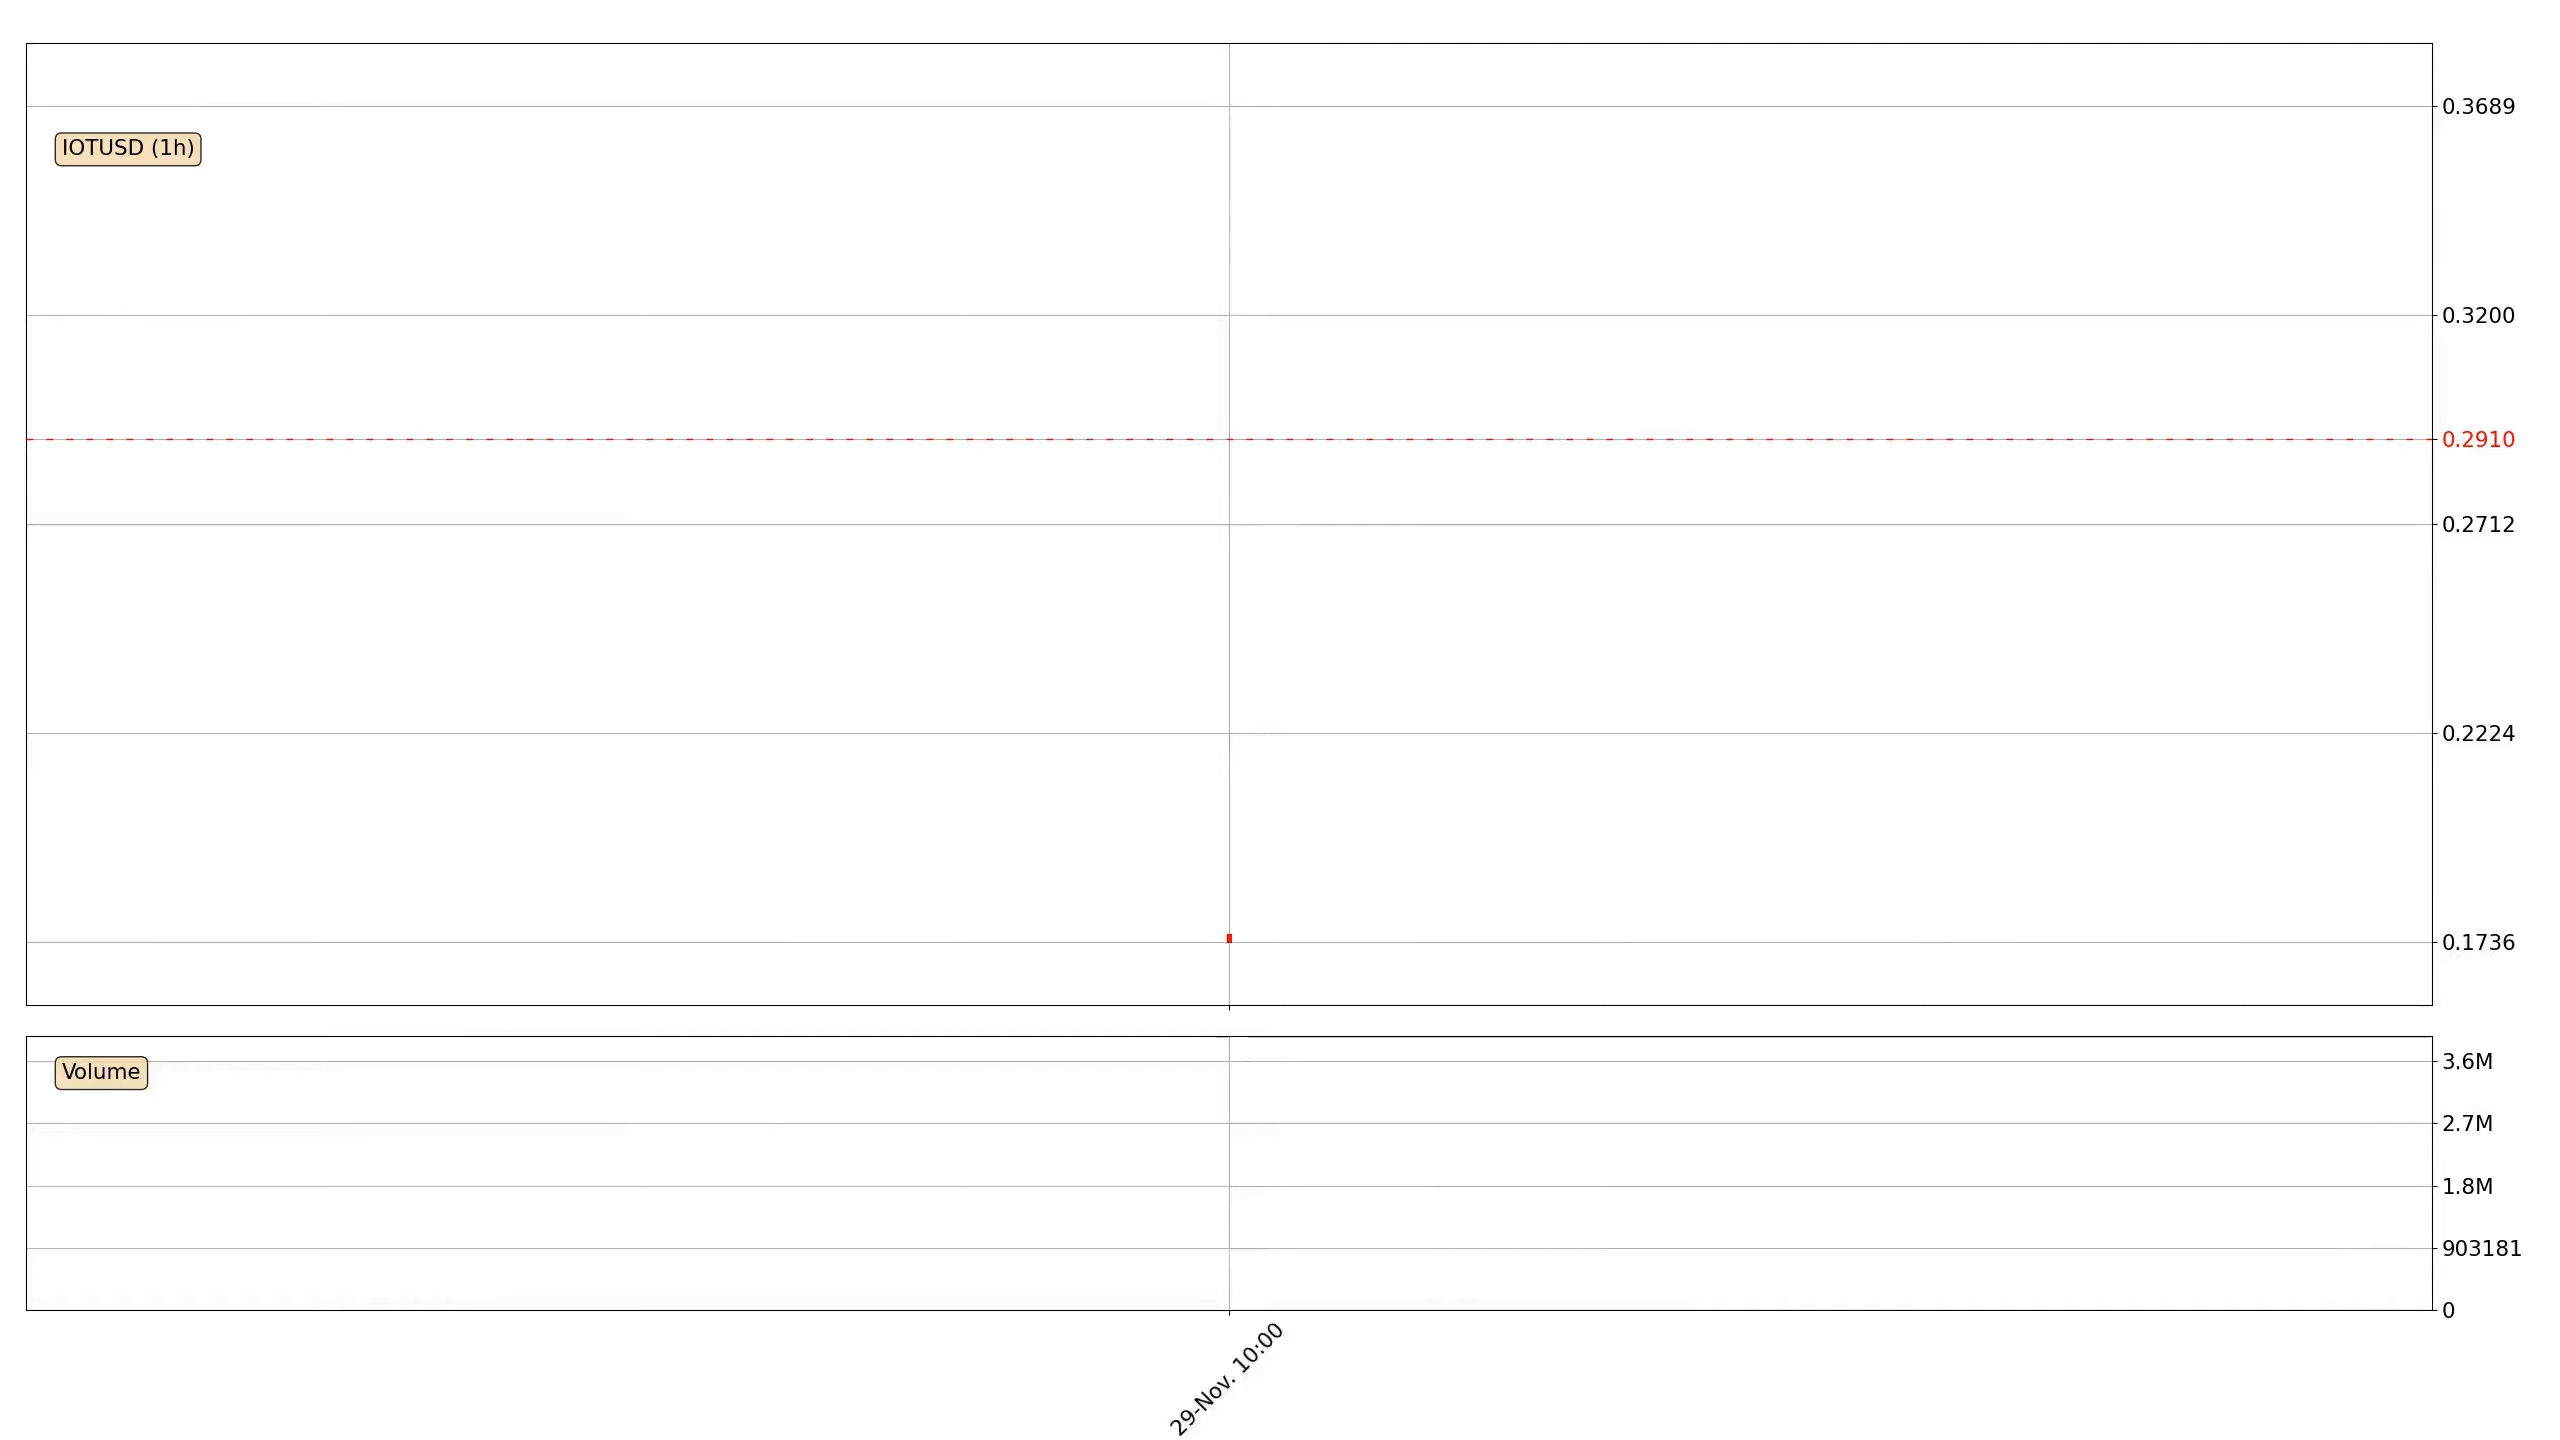 IOTUSD (1h)
0.3689
0.3200
0.2910
0.2712
0.2224
0.1736
Volume
3.6M
2.7M
1.8M
903181
0
29-Nov. 10:00